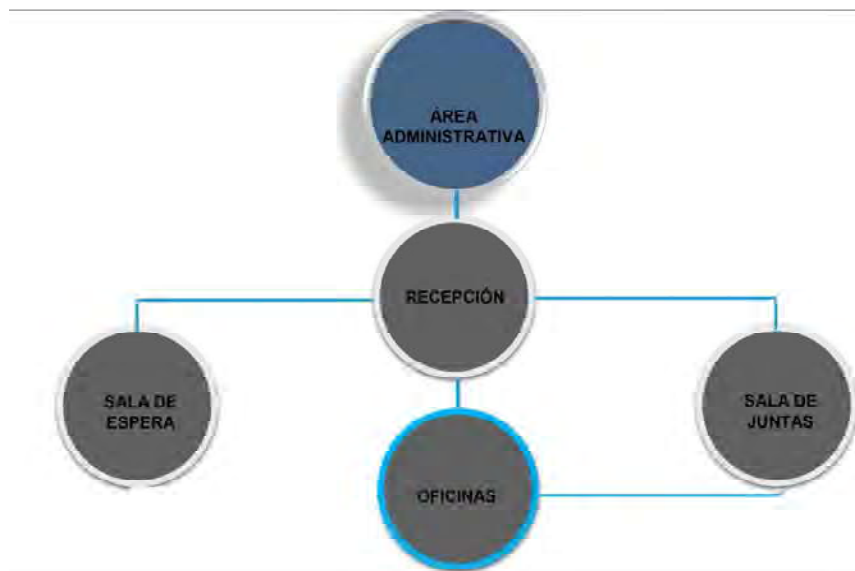 ÁREA
ADMINISTRATIVA
RECEPCIÓN
SALA DE
ESPERA
SALA DE
JUNTAS
OFICINAS